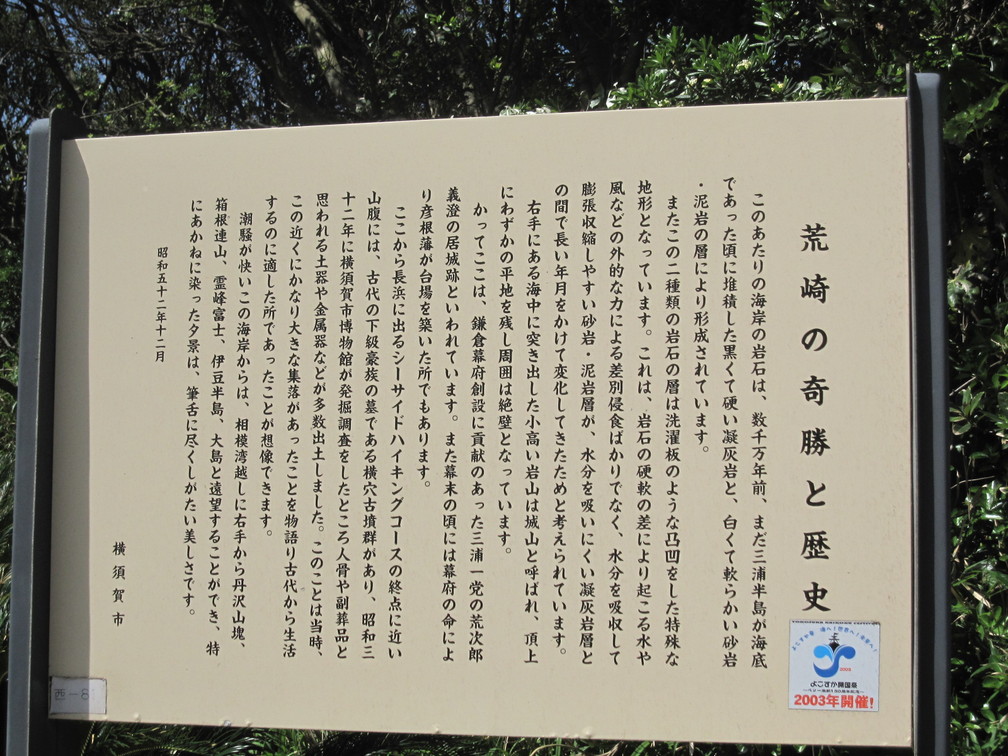 荒崎の奇勝と歴史
このあたりの海岸の岩石は、数千万年前、まだ三浦半島が海底
であった頃に堆積した黒くて硬い凝灰岩と、白くて軟らかい砂岩
・泥岩の層により形成されています。
またこの二種類の岩石の層は洗濯板のような凸凹をした特殊な
地形となっています。これは、岩石の硬軟の差により起こる水や
風などの外的な力による差別侵食ばかりでなく、水分を吸収して
膨張収縮しやすい砂岩・泥岩層が、水分を吸いにくい凝灰岩層と
の間で長い年月をかけて変化してきたためと考えられています。
右手にある海中に突き出した小高い岩山は城山と呼ばれ、頂上
にわずかの平地を残し周囲は絶壁となっています。
かってここは、鎌倉幕府創設に貢献のあった三浦一党の荒次郎
義澄の居城跡といわれています。また幕末の頃には幕府の命によ
り彦根藩が台場を築いた所でもあります。
ここから長浜に出るシーサイドハイキングコースの終点に近い
山腹には、古代の下級豪族の墓である横穴古墳群があり、昭和三
十二年に横須賀市博物館が発掘調査をしたところ人骨や副葬品と
思われる土器や金属器などが多数出土しました。このことは当時、
この近くにかなり大きな集落があったことを物語り古代から生活
するのに適した所であったことが想像できます。
潮騒が快いこの海岸からは、相模湾越しに右手から丹沢山塊、
箱根連山、霊峰富士、伊豆半島、大島と遠望することができ、特
にあかねに染った夕景は、筆舌に尽くしがたい美しさです。
昭和五十二年十二月
横須賀市
よこすか開国祭
2003年開催!
西-8